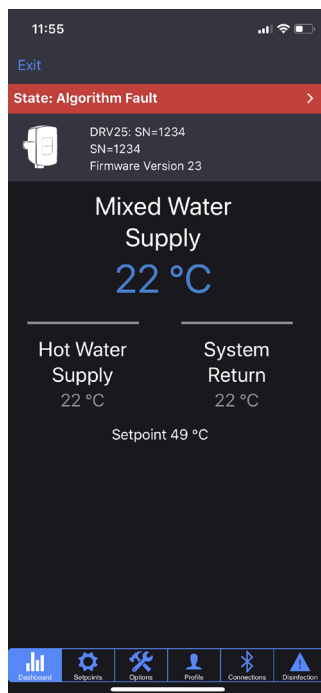 11:55
Exit
State: Algorithm Fault
DRV25: SN=1234
SN=1234
Firmware Version 23
Mixed Water
Supply
22 °C
Hot Water
Supply
22 °C
System
Return
22 °C
Setpoint 49 °C
Dashboard Setpoints Options Profile Connections Disinfection